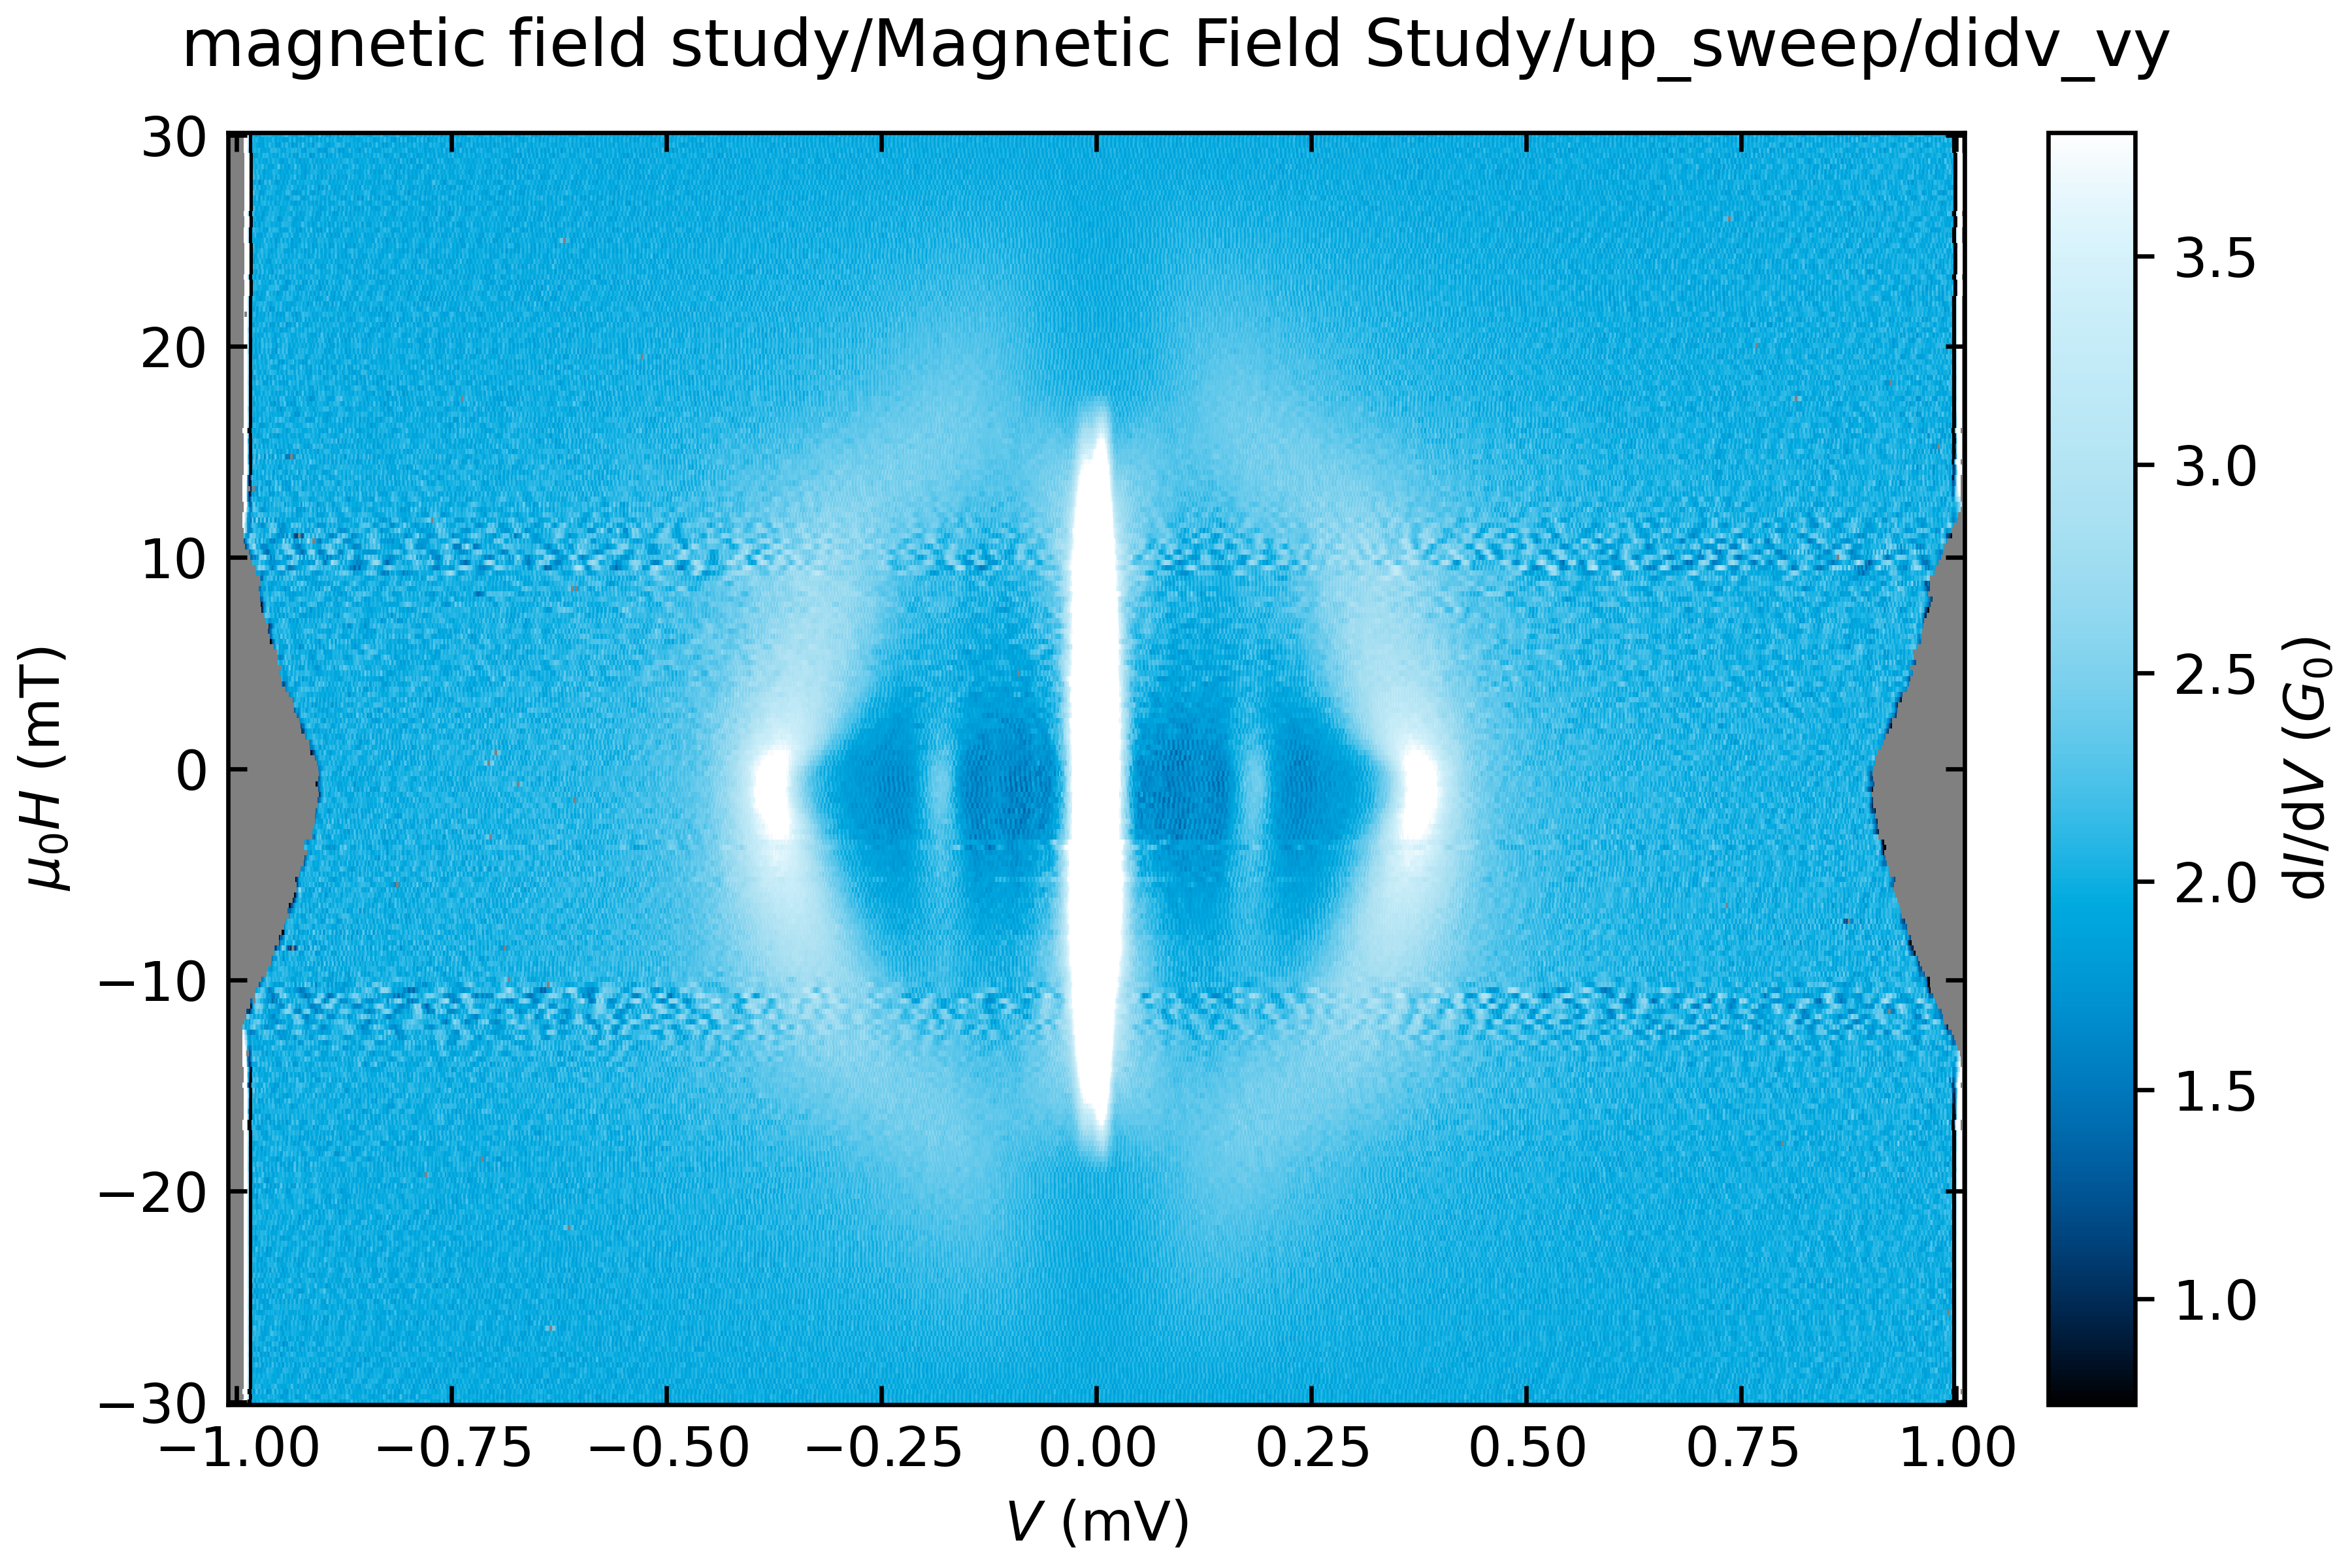 magnetic field study/Magnetic Field Study/up_sweep/didv_vy
30
20
10
0
−10
−20
−30
μ₀H (mT)
−1.00 −0.75 −0.50 −0.25 0.00 0.25 0.50 0.75 1.00
V (mV)
3.5
3.0
2.5
2.0
1.5
1.0
dI/dV (G₀)